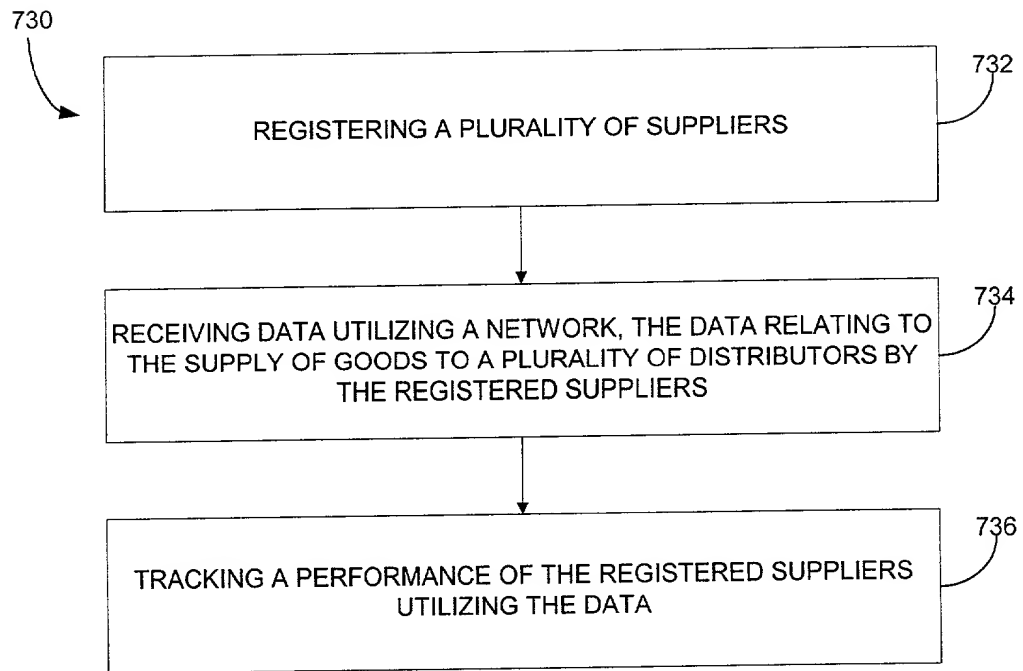 730
732
REGISTERING A PLURALITY OF SUPPLIERS
734
RECEIVING DATA UTILIZING A NETWORK, THE DATA RELATING TO
THE SUPPLY OF GOODS TO A PLURALITY OF DISTRIBUTORS BY
THE REGISTERED SUPPLIERS
736
TRACKING A PERFORMANCE OF THE REGISTERED SUPPLIERS
UTILIZING THE DATA